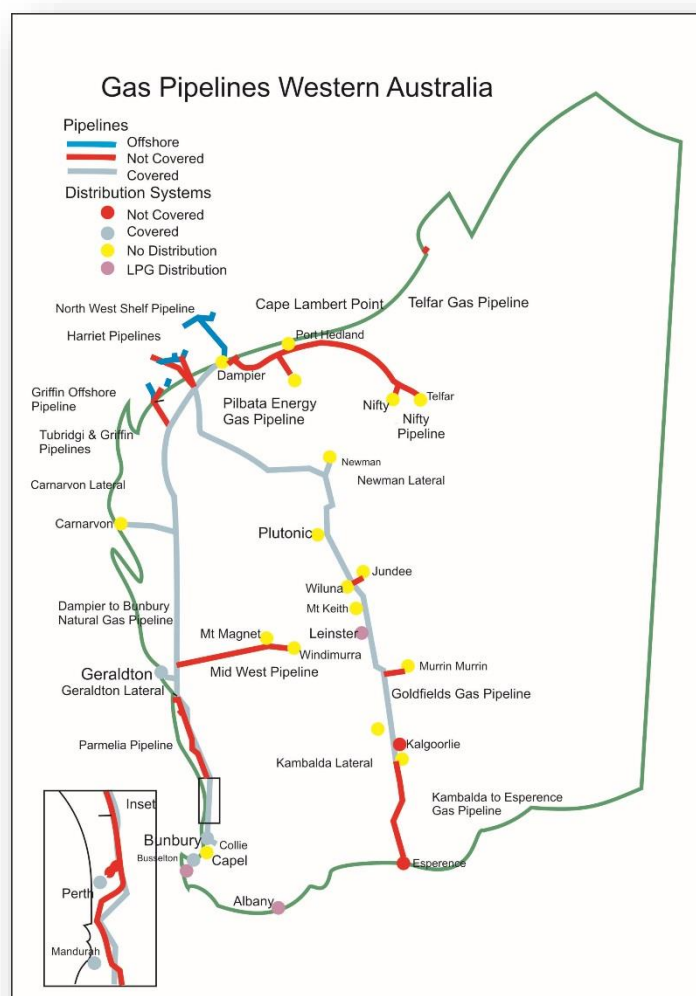 Gas Pipelines Western Australia
Pipelines
Offshore
Not Covered
Covered
Distribution Systems
Not Covered
Covered
No Distribution
LPG Distribution
North West Shelf Pipeline
Cape Lambert Point
Telfar Gas Pipeline
Harriet Pipelines
Port Hedland
Dampier
Griffin Offshore
Pipeline
Pilbata Energy
Gas Pipeline
Nifty
Telfar
Nifty
Pipeline
Tubridgi & Griffin
Pipelines
Newman
Carnarvon Lateral
Newman Lateral
Carnarvon
Plutonic
Jundee
Wiluna
Dampier to Bunbury
Natural Gas Pipeline
Mt Keith
Mt Magnet
Leinster
Windimurra
Geraldton
Mid West Pipeline
Murrin Murrin
Geraldton Lateral
Goldfields Gas Pipeline
Parmelia Pipeline
Kalgoorlie
Kambalda Lateral
Kambalda to Esperence
Gas Pipeline
Inset
Bunbury
Collie
Busselton
Capel
Esperence
Perth
Albany
Mandurah